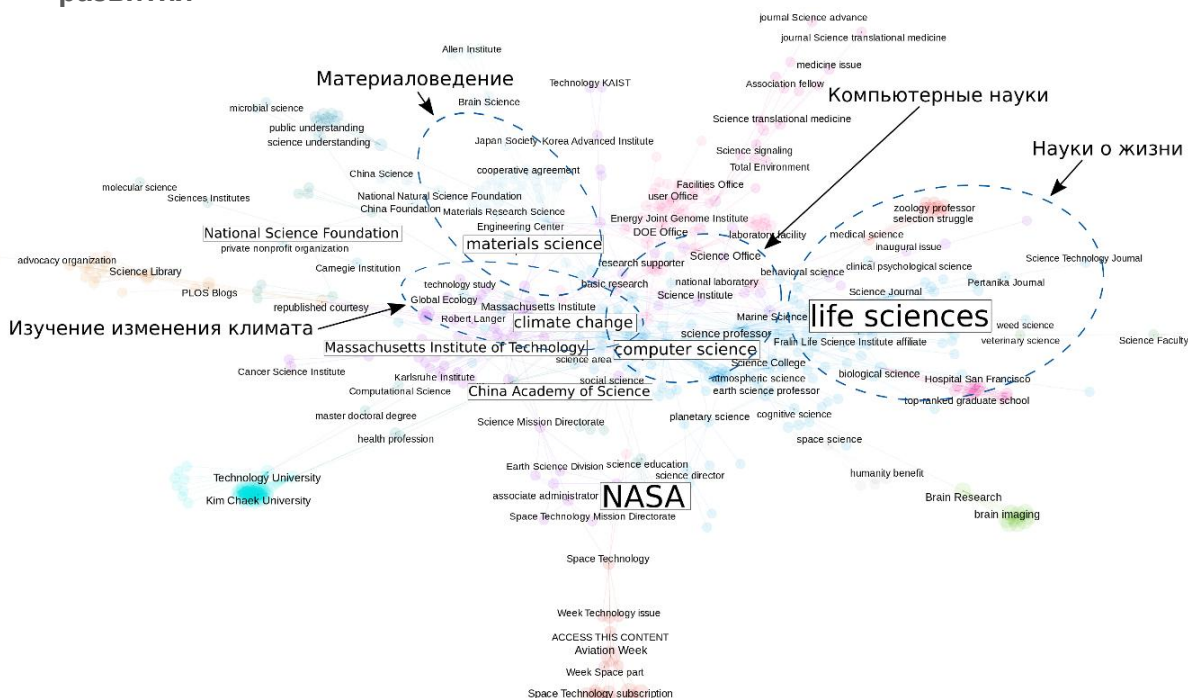 развития
journal Science advance
journal Science translational medicine
Allen Institute
medicine issue
Материаловедение
Technology KAIST
Association fellow
Компьютерные науки
Brain Science
microbial science
Science translational medicine
public understanding
science understanding
Japan Society
Korea Advanced Institute
Науки о жизни
Science signaling
Total Environment
China Science
cooperative agreement
molecular science
Sciences Institutes
Facilities Office
user Office
National Natural Science Foundation
China Foundation
Materials Research Science
zoology professor
selection struggle
Energy Joint Genome Institute
Engineering Center
DOE Office
laboratory facility
medical science
National Science Foundation
materials science
inaugural issue
private nonprofit organization
Science Office
Science Technology Journal
advocacy organization
Science Library
Carnegie Institution
research supporter
behavioral science
clinical psychological science
technology study
basic research
national laboratory
Pertanika Journal
PLOS Blogs
Global Ecology
Science Institute
Science Journal
republished courtesy
Massachusetts Institute
Изучение изменения климата
Robert Langer
climate change
Marine Science
life sciences
weed science
science professor
Fralin Life Science Institute affiliate
veterinary science
Science Faculty
Massachusetts Institute of Technology
computer science
science area
Science College
Cancer Science Institute
Karlsruhe Institute
social science
atmospheric science
biological science
Hospital San Francisco
Computational Science
China Academy of Science
earth science professor
top-ranked graduate school
master doctoral degree
Science Mission Directorate
planetary science
cognitive science
health profession
space science
Earth Science Division
science education
science director
humanity benefit
Technology University
Kim Chaek University
associate administrator
NASA
Brain Research
brain imaging
Space Technology Mission Directorate
Space Technology
Week Technology issue
ACCESS THIS CONTENT
Aviation Week
Week Space part
Space Technology subscription